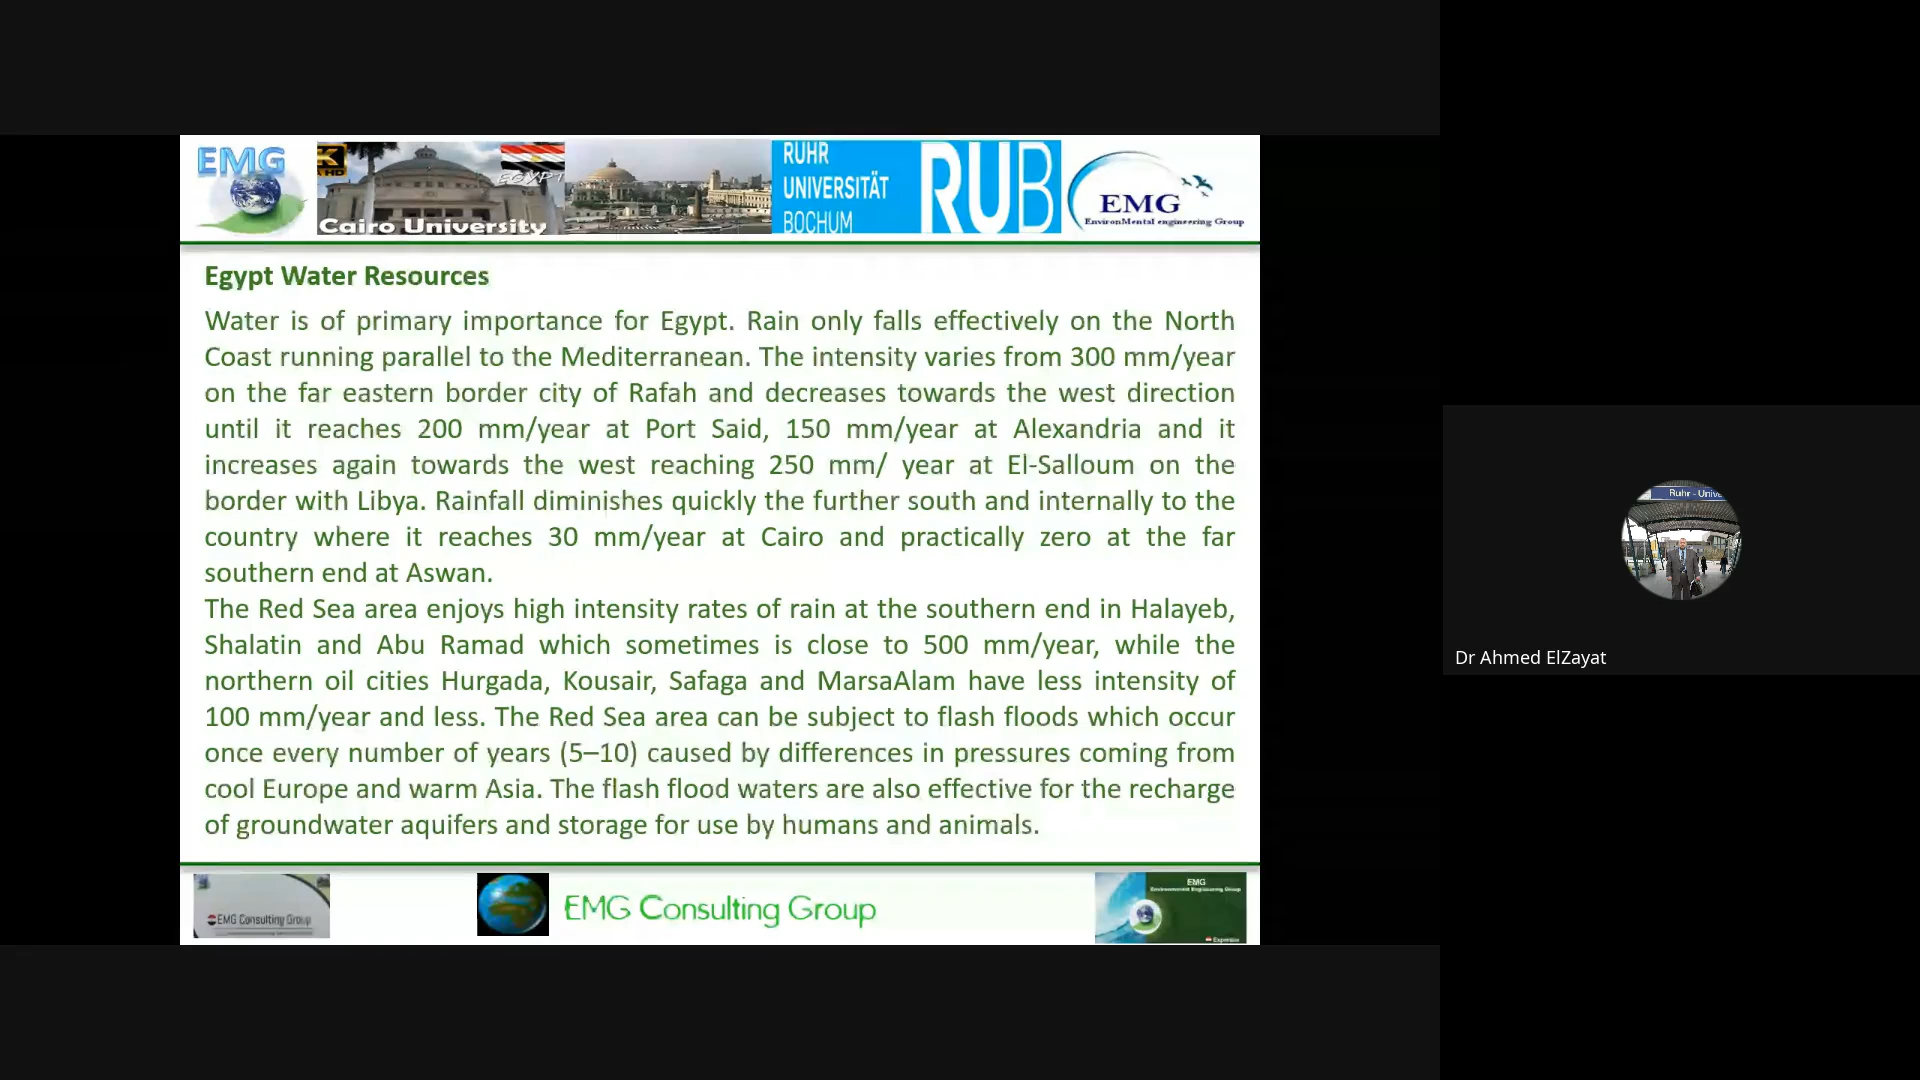 EMG
K
HD
EGYPT
Cairo University
RUHR
UNIVERSITÄT
BOCHUM
RUB
EMG
EnvironMental engineering Group
Egypt Water Resources
Water is of primary importance for Egypt. Rain only falls effectively on the North
Coast running parallel to the Mediterranean. The intensity varies from 300 mm/year
on the far eastern border city of Rafah and decreases towards the west direction
until it reaches 200 mm/year at Port Said, 150 mm/year at Alexandria and it
increases again towards the west reaching 250 mm/ year at El-Salloum on the
border with Libya. Rainfall diminishes quickly the further south and internally to the
country where it reaches 30 mm/year at Cairo and practically zero at the far
southern end at Aswan.
The Red Sea area enjoys high intensity rates of rain at the southern end in Halayeb,
Shalatin and Abu Ramad which sometimes is close to 500 mm/year, while the
northern oil cities Hurgada, Kousair, Safaga and MarsaAlam have less intensity of
100 mm/year and less. The Red Sea area can be subject to flash floods which occur
once every number of years (5–10) caused by differences in pressures coming from
cool Europe and warm Asia. The flash flood waters are also effective for the recharge
of groundwater aquifers and storage for use by humans and animals.
EMG Consulting Group
EMG Consulting Group
EMG
Environmental Engineering Group
Ruhr - Unive
Dr Ahmed ElZayat